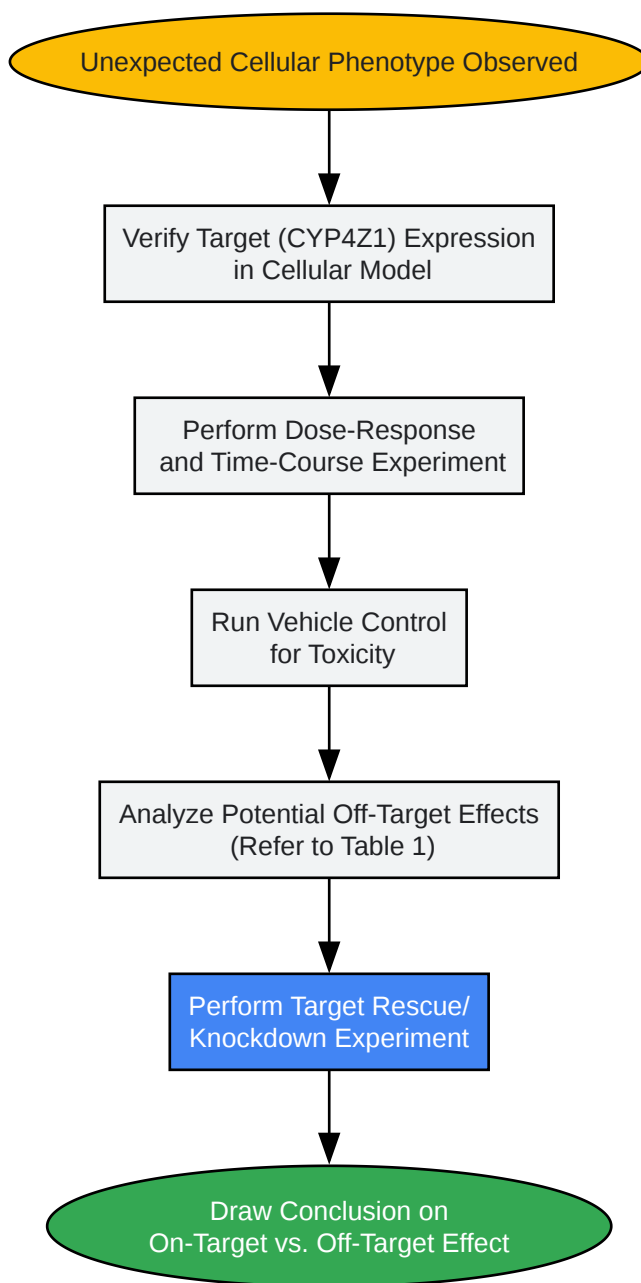 Unexpected Cellular Phenotype Observed
Verify Target (CYP4Z1) Expression
in Cellular Model
Perform Dose-Response
and Time-Course Experiment
Run Vehicle Control
for Toxicity
Analyze Potential Off-Target Effects
(Refer to Table 1)
Perform Target Rescue/
Knockdown Experiment
Draw Conclusion on
On-Target vs. Off-Target Effect